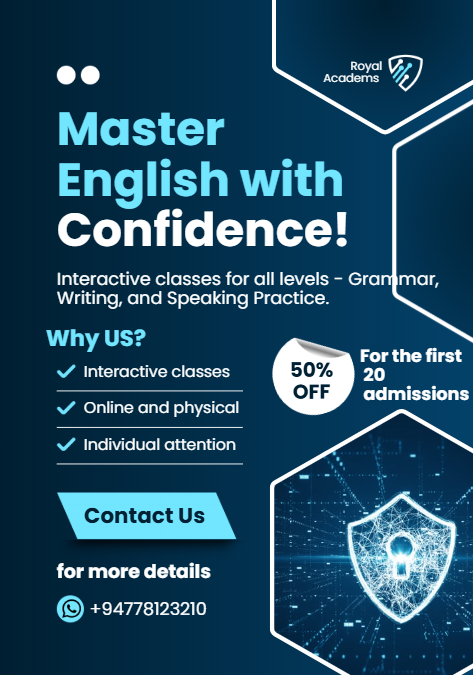 Royal
Academs
Master
English with
Confidence!
Interactive classes for all levels - Grammar,
Writing, and Speaking Practice.
Why US?
Interactive classes
Online and physical
Individual attention
50%
OFF
For the first
20
admissions
Contact Us
for more details
+94778123210